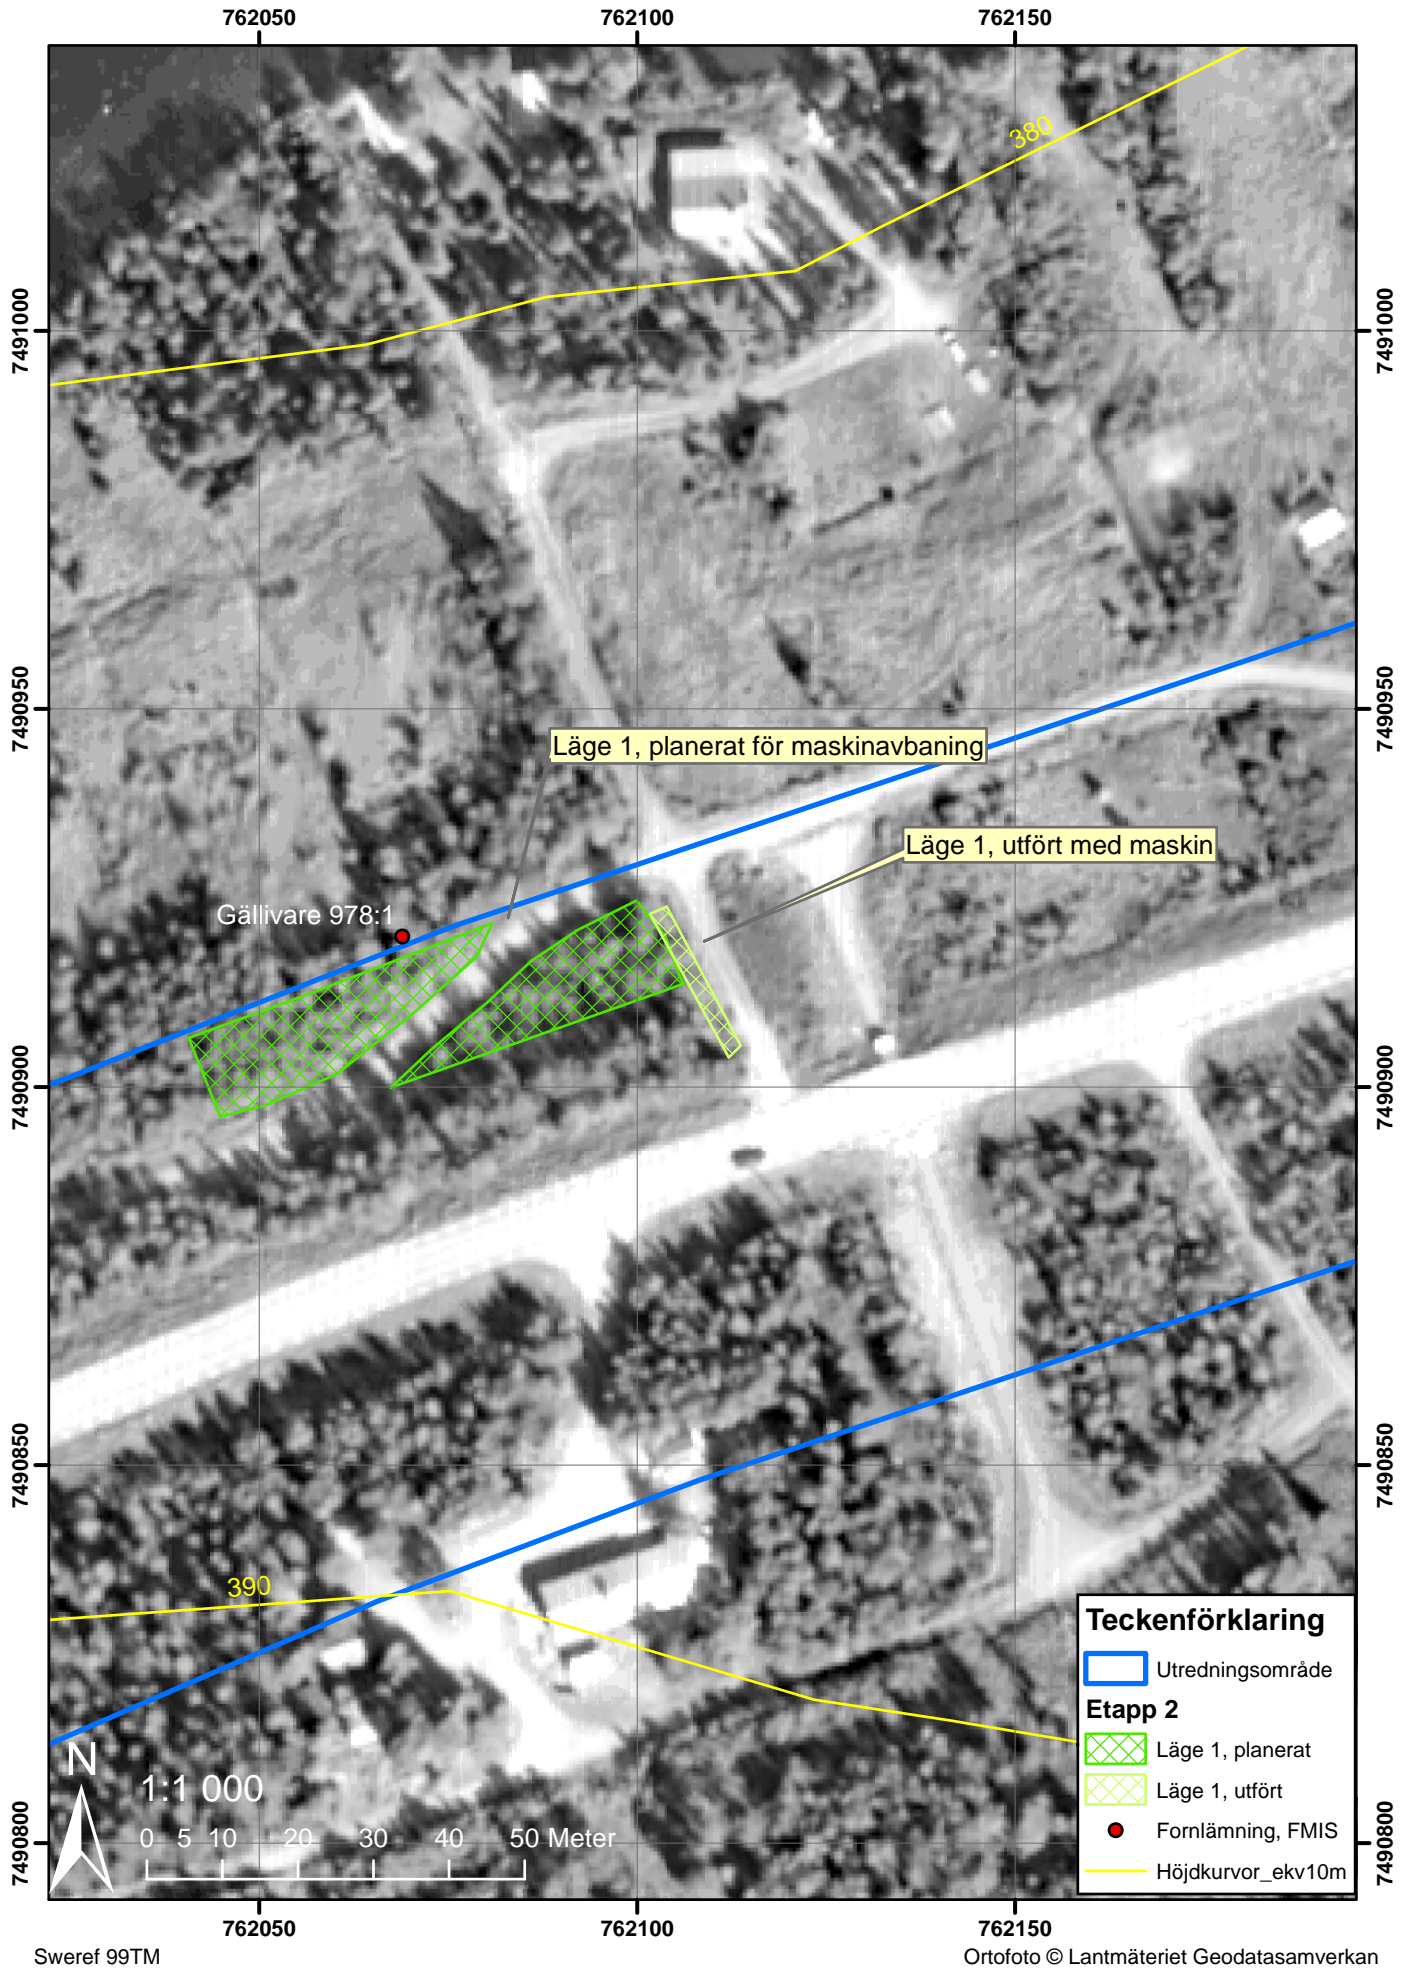 762050
762100
762150
380
7491000
7491000
7490950
7490950
Läge 1, planerat för maskinavbaning
Läge 1, utfört med maskin
Gällivare 978:1
7490900
7490900
7490850
7490850
390
Teckenförklaring
Utredningsområde
Etapp 2
Läge 1, planerat
Läge 1, utfört
Fornlämning, FMIS
Höjdkurvor_ekv10m
N
1:1 000
0 5 10 20 30 40 50 Meter
7490800
7490800
762050
762100
762150
Sweref 99TM
Ortofoto © Lantmäteriet Geodatasamverkan